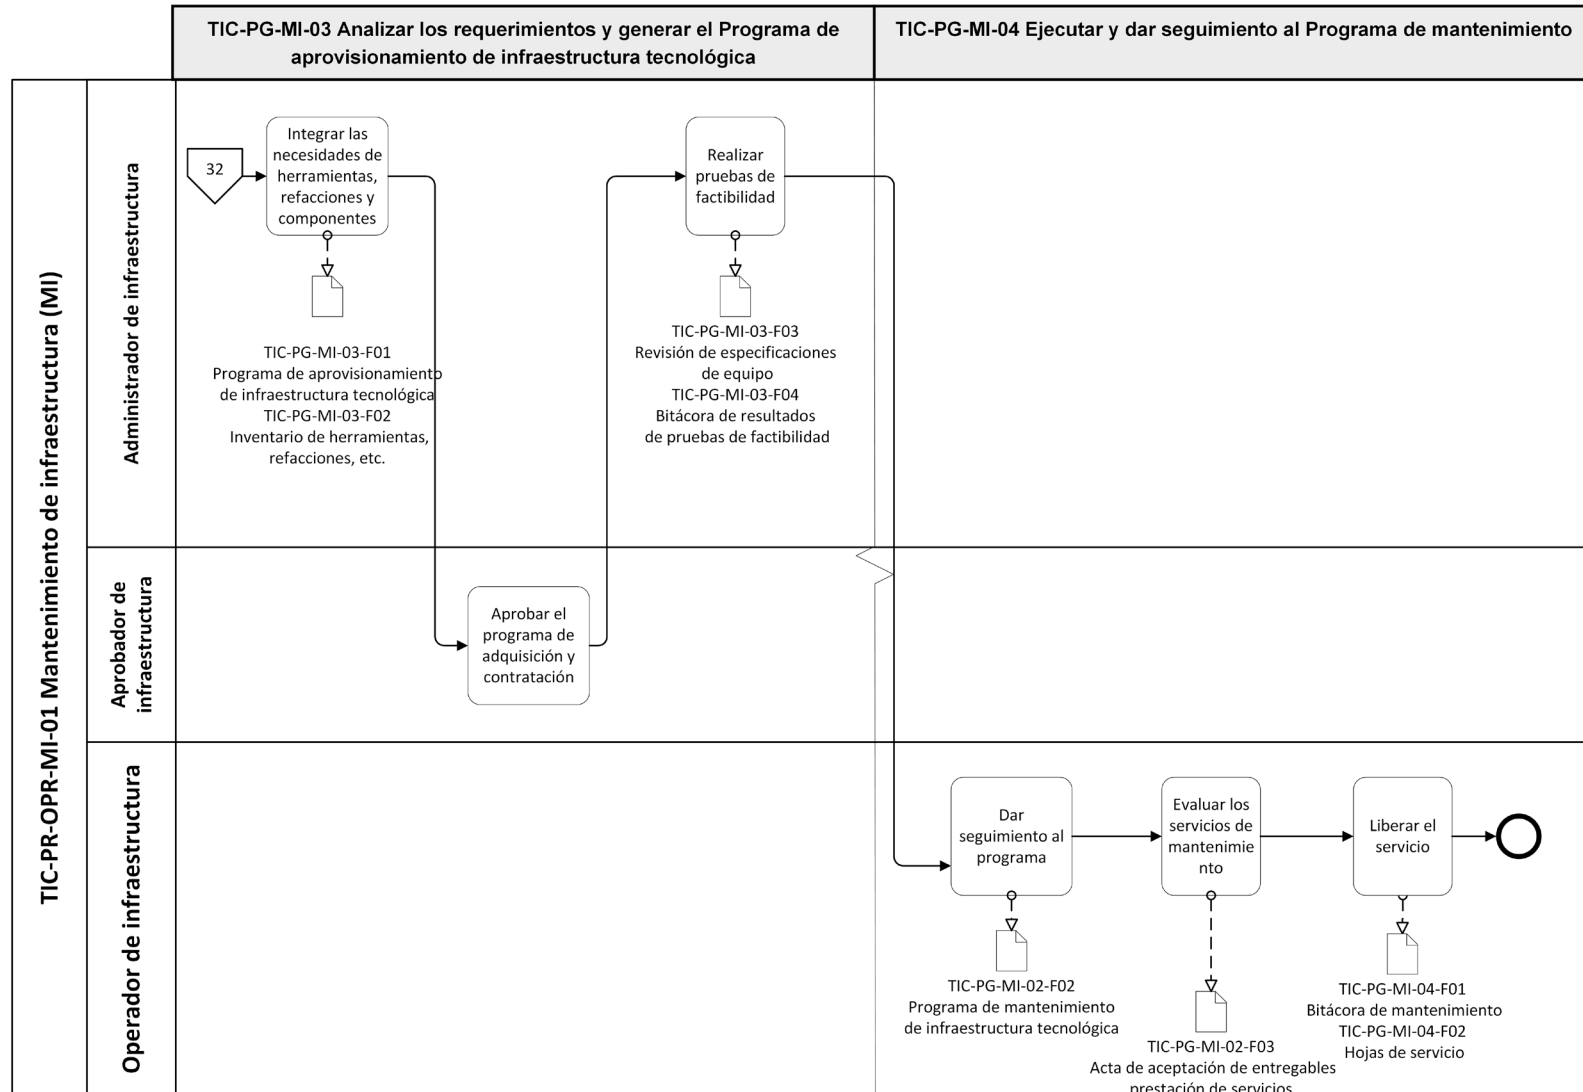 TIC-PG-MI-03 Analizar los requerimientos y generar el Programa de
aprovisionamiento de infraestructura tecnológica
TIC-PG-MI-04 Ejecutar y dar seguimiento al Programa de mantenimiento
TIC-PR-OPR-MI-01 Mantenimiento de infraestructura (MI)
Administrador de infraestructura
32
Integrar las
necesidades de
herramientas,
refacciones y
componentes
TIC-PG-MI-03-F01
Programa de aprovisionamiento
de infraestructura tecnológica
TIC-PG-MI-03-F02
Inventario de herramientas,
refacciones, etc.
Realizar
pruebas de
factibilidad
TIC-PG-MI-03-F03
Revisión de especificaciones
de equipo
TIC-PG-MI-03-F04
Bitácora de resultados
de pruebas de factibilidad
Aprobador de
infraestructura
Aprobar el
programa de
adquisición y
contratación
Operador de infraestructura
Dar
seguimiento al
programa
TIC-PG-MI-02-F02
Programa de mantenimiento
de infraestructura tecnológica
Evaluar los
servicios de
mantenimie
nto
TIC-PG-MI-02-F03
Acta de aceptación de entregables
prestación de servicios
Liberar el
servicio
TIC-PG-MI-04-F01
Bitácora de mantenimiento
TIC-PG-MI-04-F02
Hojas de servicio